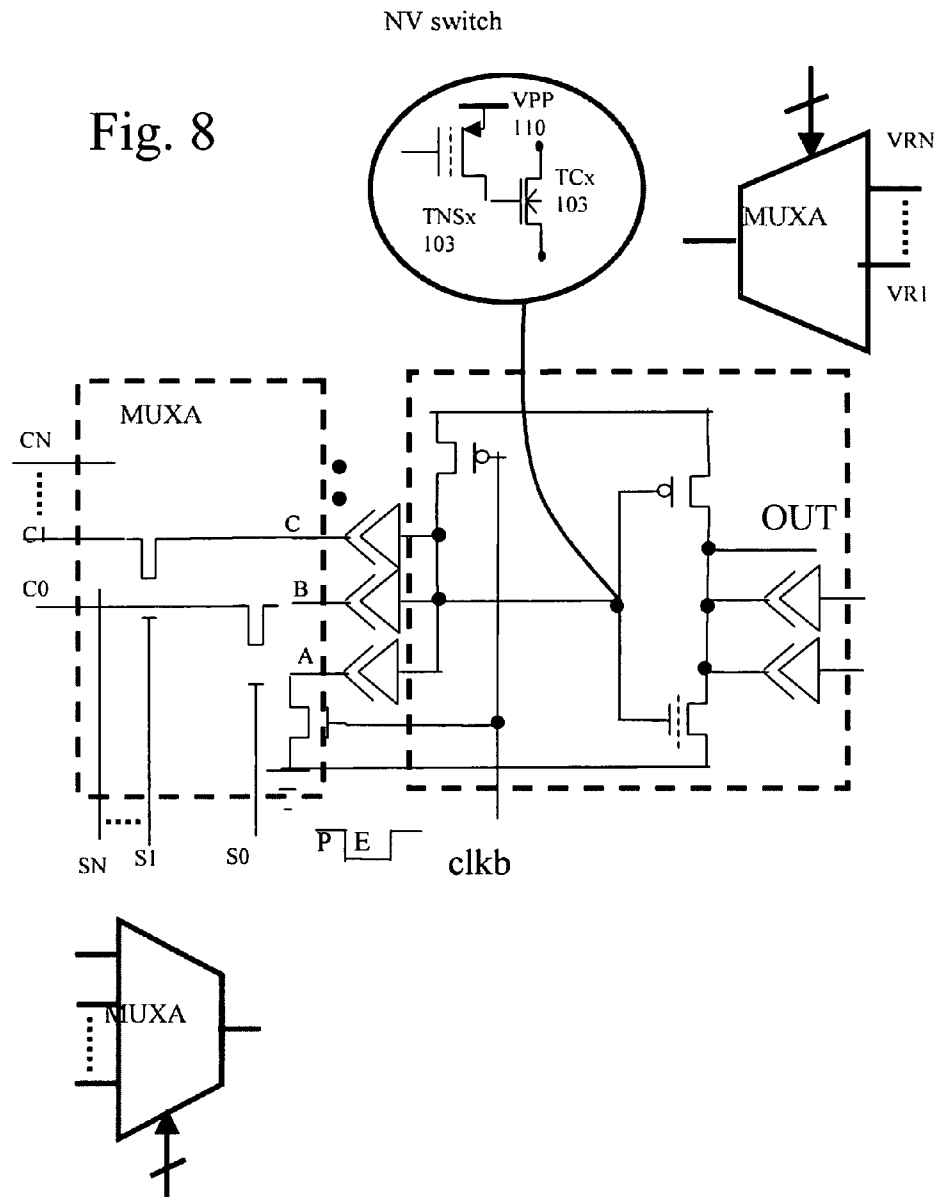 NV switch
Fig. 8
VPP
110
TCx
103
TNSx
103
VRN
MUXA
VR1
MUXA
CN
C1
C
C0
B
A
OUT
SN
S1
S0
P E
clkb
MUXA